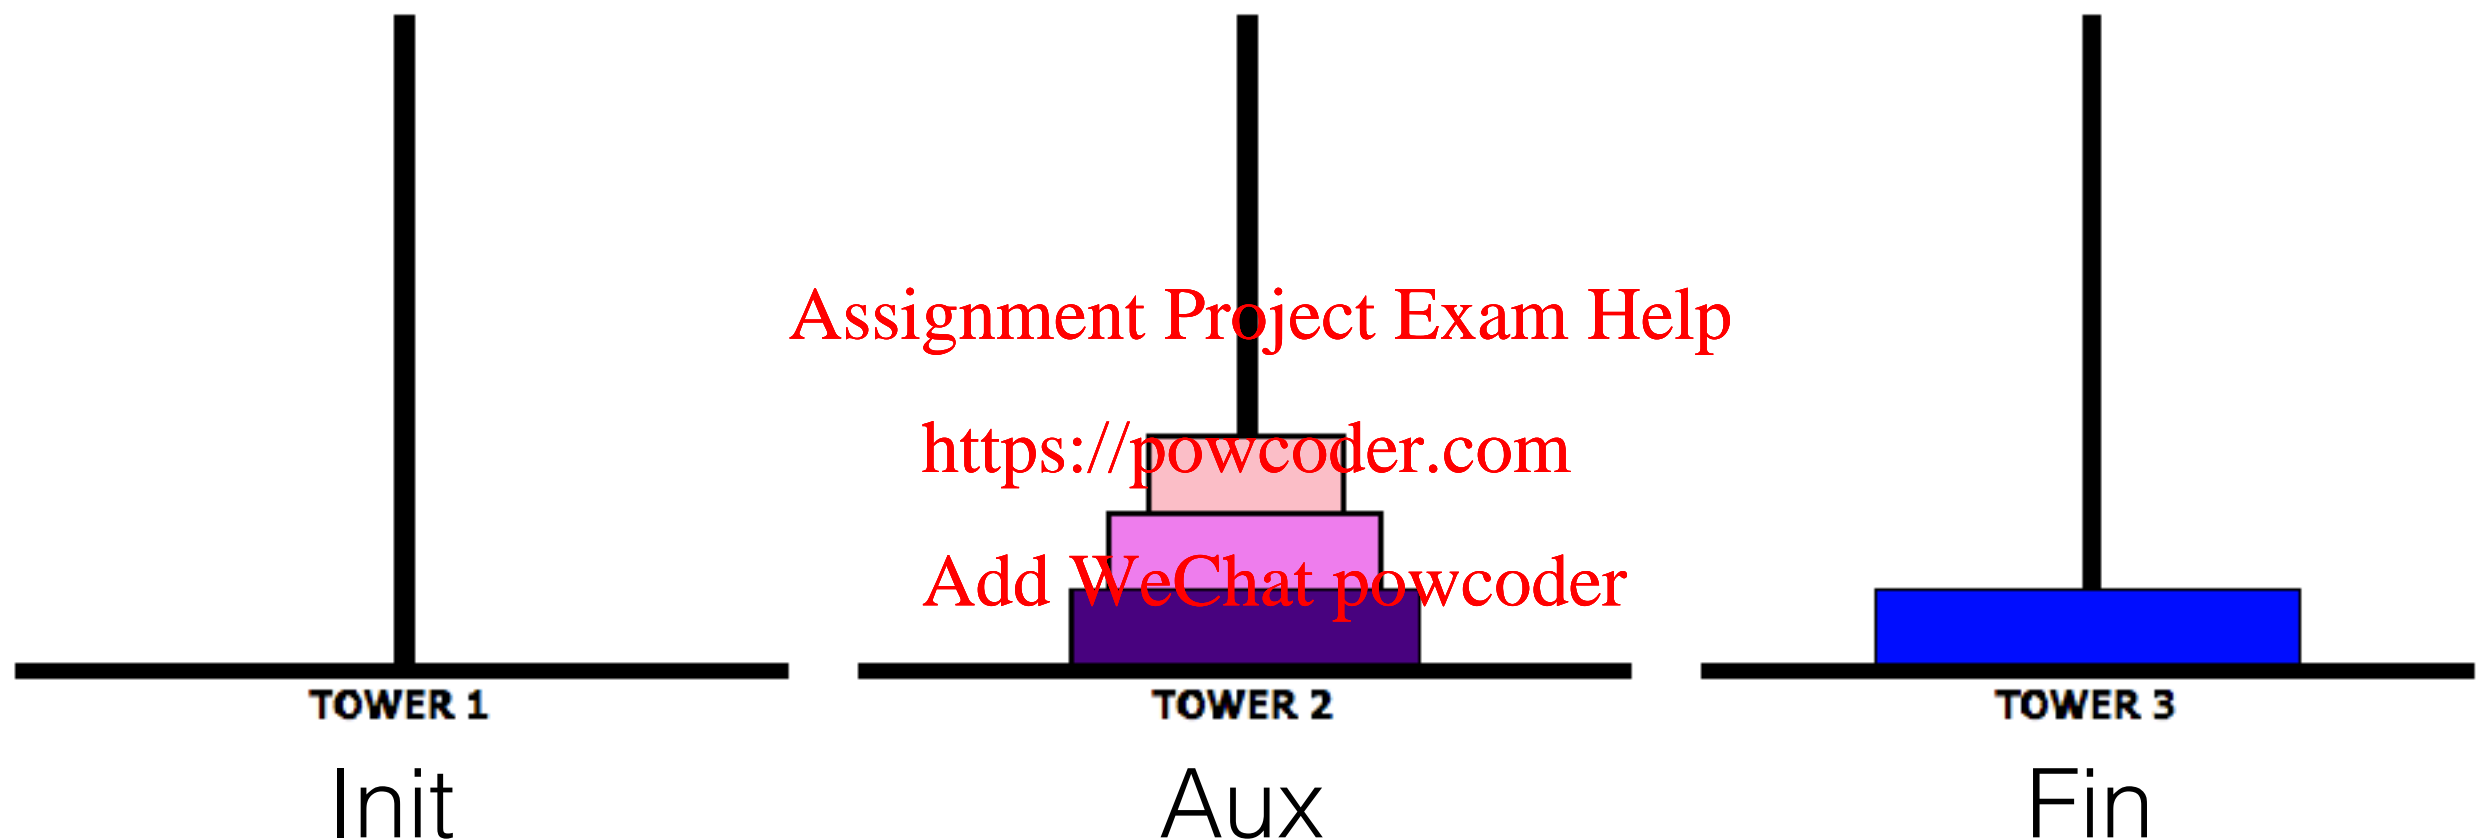 Assignment Project Exam Help
https://powcoder.com
Add WeChat powcoder
TOWER 1
TOWER 2
TOWER 3
Init
Aux
Fin